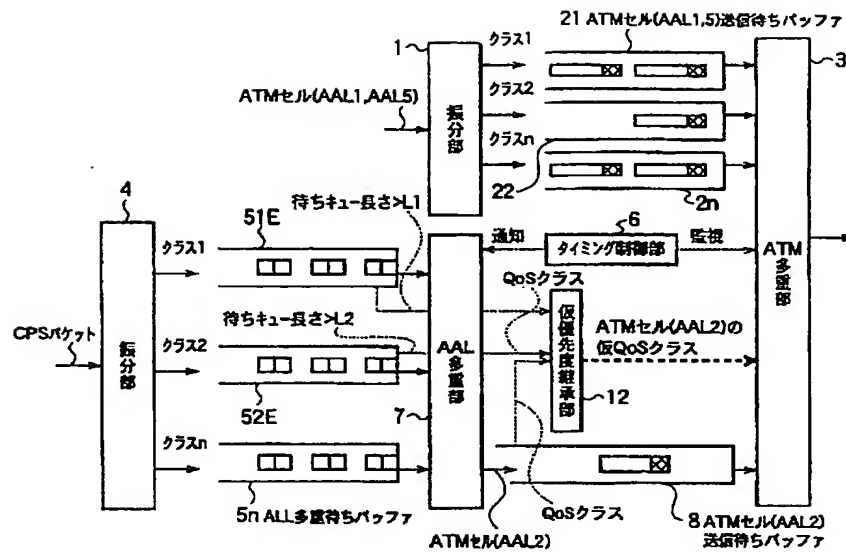 21 ATMセル(AAL1,5)送信待ちバッファ
1
クラス1
3
ATMセル(AAL1,AAL5)
振分部
クラス2
クラスn
22
2n
4
待ちキュー長さ>L1
6
51E
クラス1
通知
タイミング制御部
監視
ATM多重部
QoSクラス
CPSパケット
待ちキュー長さ>L2
クラス2
振分部
AAL多重部
仮優先度継承部
ATMセル(AAL2)の
仮QoSクラス
52E
7
12
クラスn
5n ALL多重待ちバッファ
ATMセル(AAL2)
QoSクラス
8 ATMセル(AAL2)
送信待ちバッファ